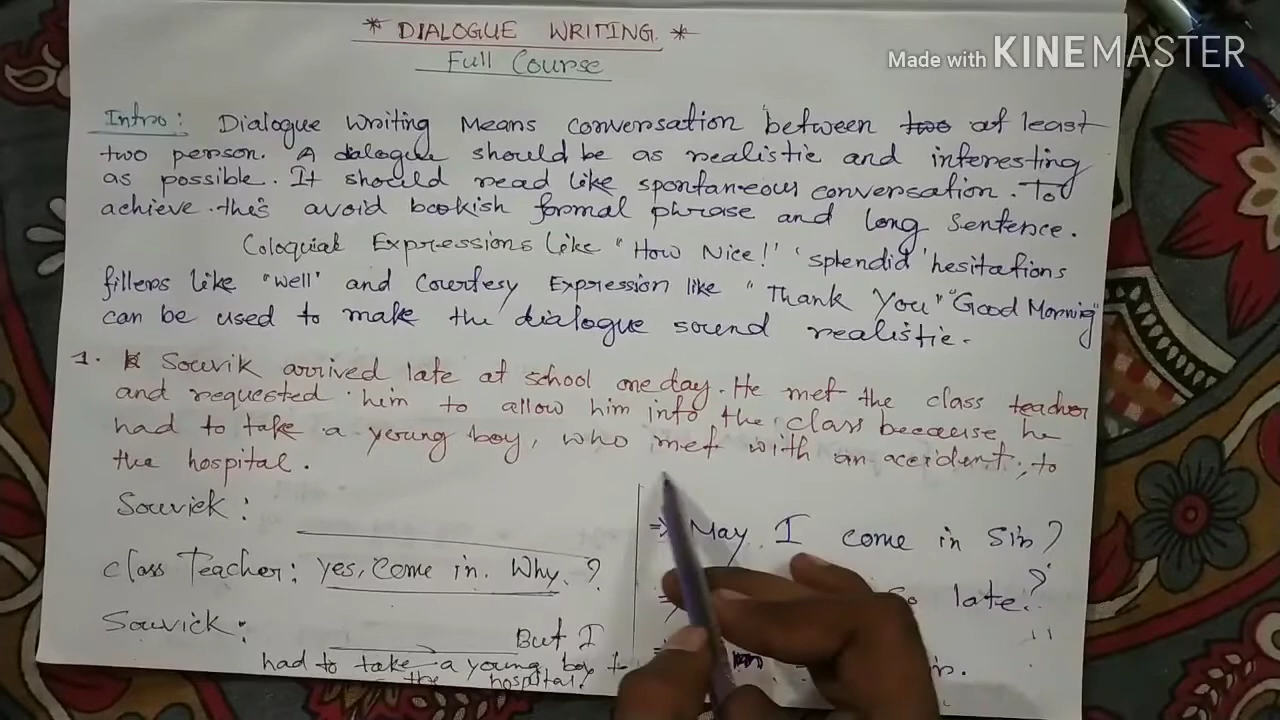 * DIALOGUE WRITING. *
Made with KINEMASTER
Full Course
Intro: Dialogue Writing Means conversation between two at least
two person. A dalogue should be as realistic and interesting
as possible. It should read like spontaneous conversation. To
achieve this avoid bookish formal phrase and long sentence.
Coloquial Expressions like "How Nice!' 'splendid' hesitations
fillers like "well' and Courtesy Expression like "Thank You" "Good Morning"
can be used to make the dialogue sound realistic.
1. Souvik arrived late at school one day. He met the class teacher
and requested him to allow him into the class because he
had to take a young boy, who met with an accident, to
the hospital.
Souvick:
Class Teacher: yes, come in. Why ?
Souvick:
But I
had to take a young boy
the hospital.
⇒ May I come in Sir?
So late?